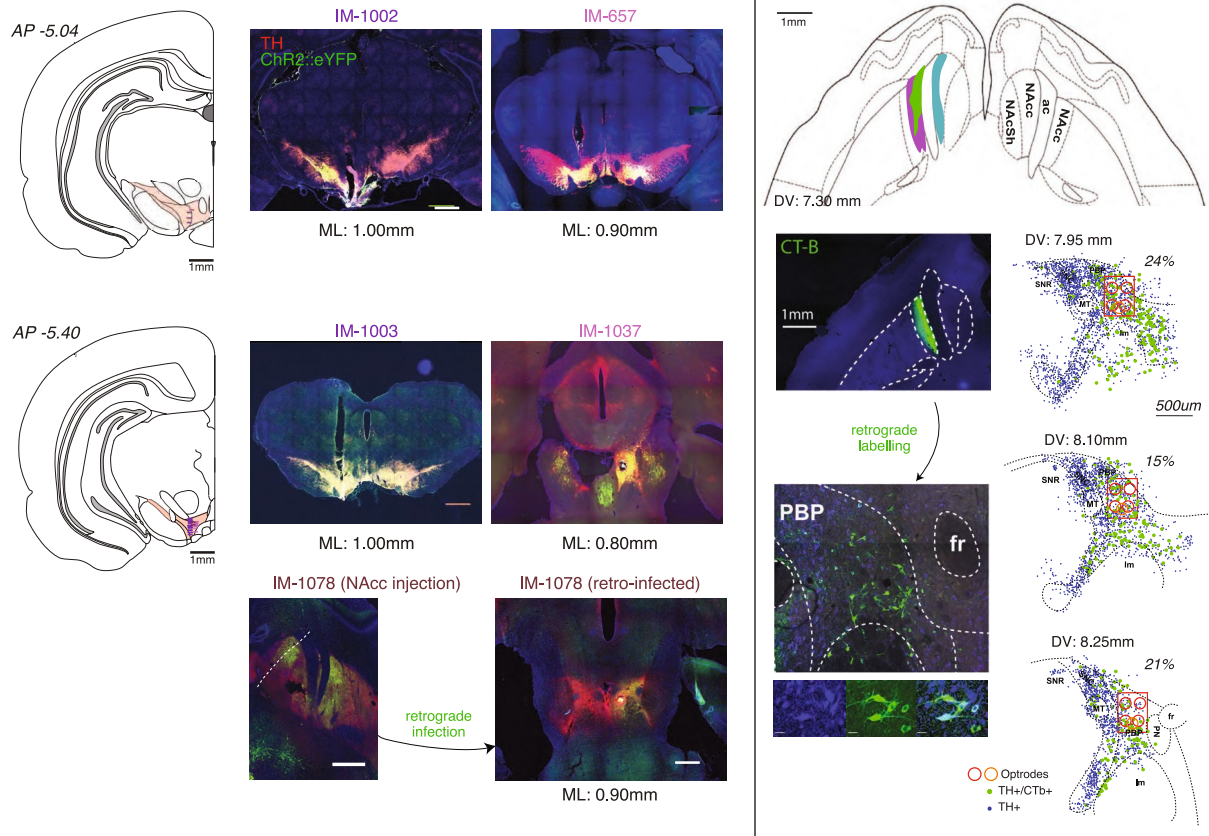 AP -5.04
1mm
IM-1002
TH
ChR2::eYFP
ML: 1.00mm
IM-657
ML: 0.90mm
AP -5.40
1mm
IM-1003
ML: 1.00mm
IM-1037
ML: 0.80mm
IM-1078 (NAcc injection)
retrograde
infection
IM-1078 (retro-infected)
ML: 0.90mm
1mm
NAcSh
NAcc
ac
NAcc
DV: 7.30 mm
CT-B
1mm
retrograde
labelling
PBP
fr
DV: 7.95 mm
24%
SNR
PBP
MT
lm
500um
DV: 8.10mm
15%
SNR
PBP
MT
lm
DV: 8.25mm
21%
SNR
MT
PBP
PN
fr
lm
Optrodes
TH+/CTb+
TH+